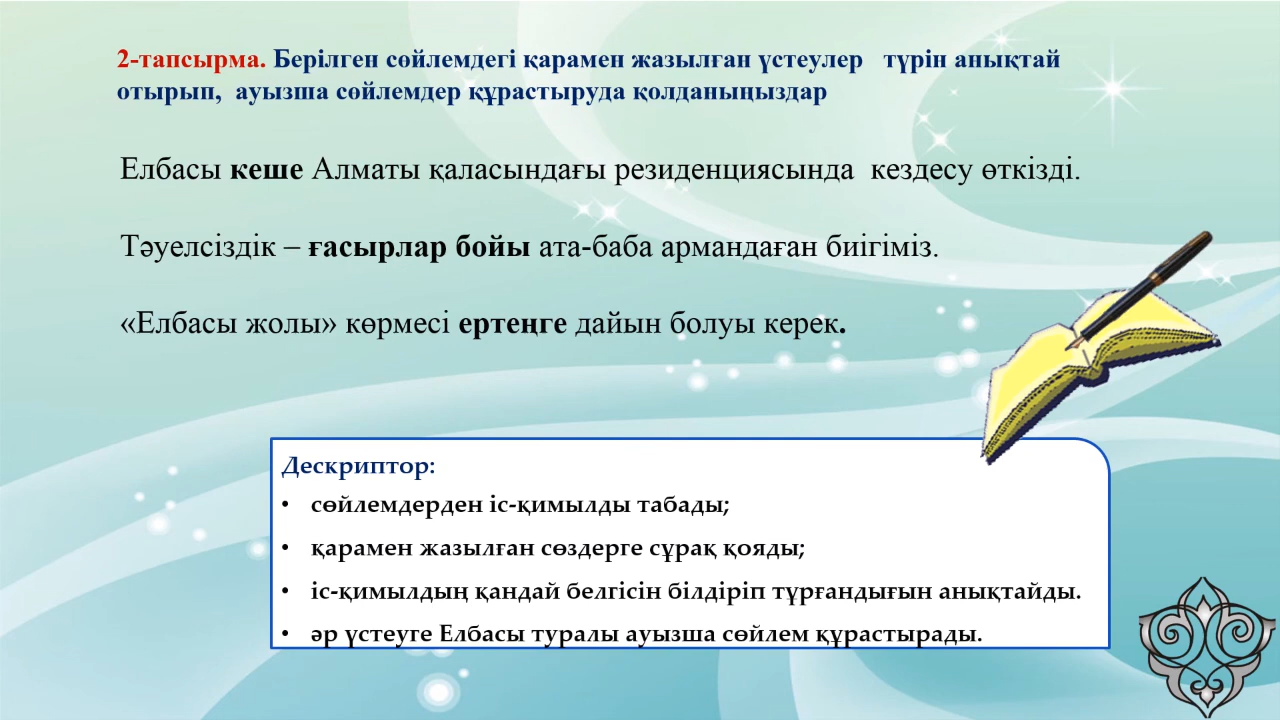 2-тапсырма. Берілген сөйлемдегі қарамен жазылған үстеулер түрін анықтай
отырып, ауызша сөйлемдер құрастыруда қолданыңыздар
Елбасы кеше Алматы қаласындағы резиденциясында кездесу өткізді.
Тәуелсіздік – ғасырлар бойы ата-баба армандаған биігіміз.
«Елбасы жолы» көрмесі ертеңге дайын болуы керек.
Дескриптор:
• сөйлемдерден іс-қимылды табады;
• қарамен жазылған сөздерге сұрақ қояды;
• іс-қимылдың қандай белгісін білдіріп тұрғандығын анықтайды.
• әр үстеуге Елбасы туралы ауызша сөйлем құрастырады.